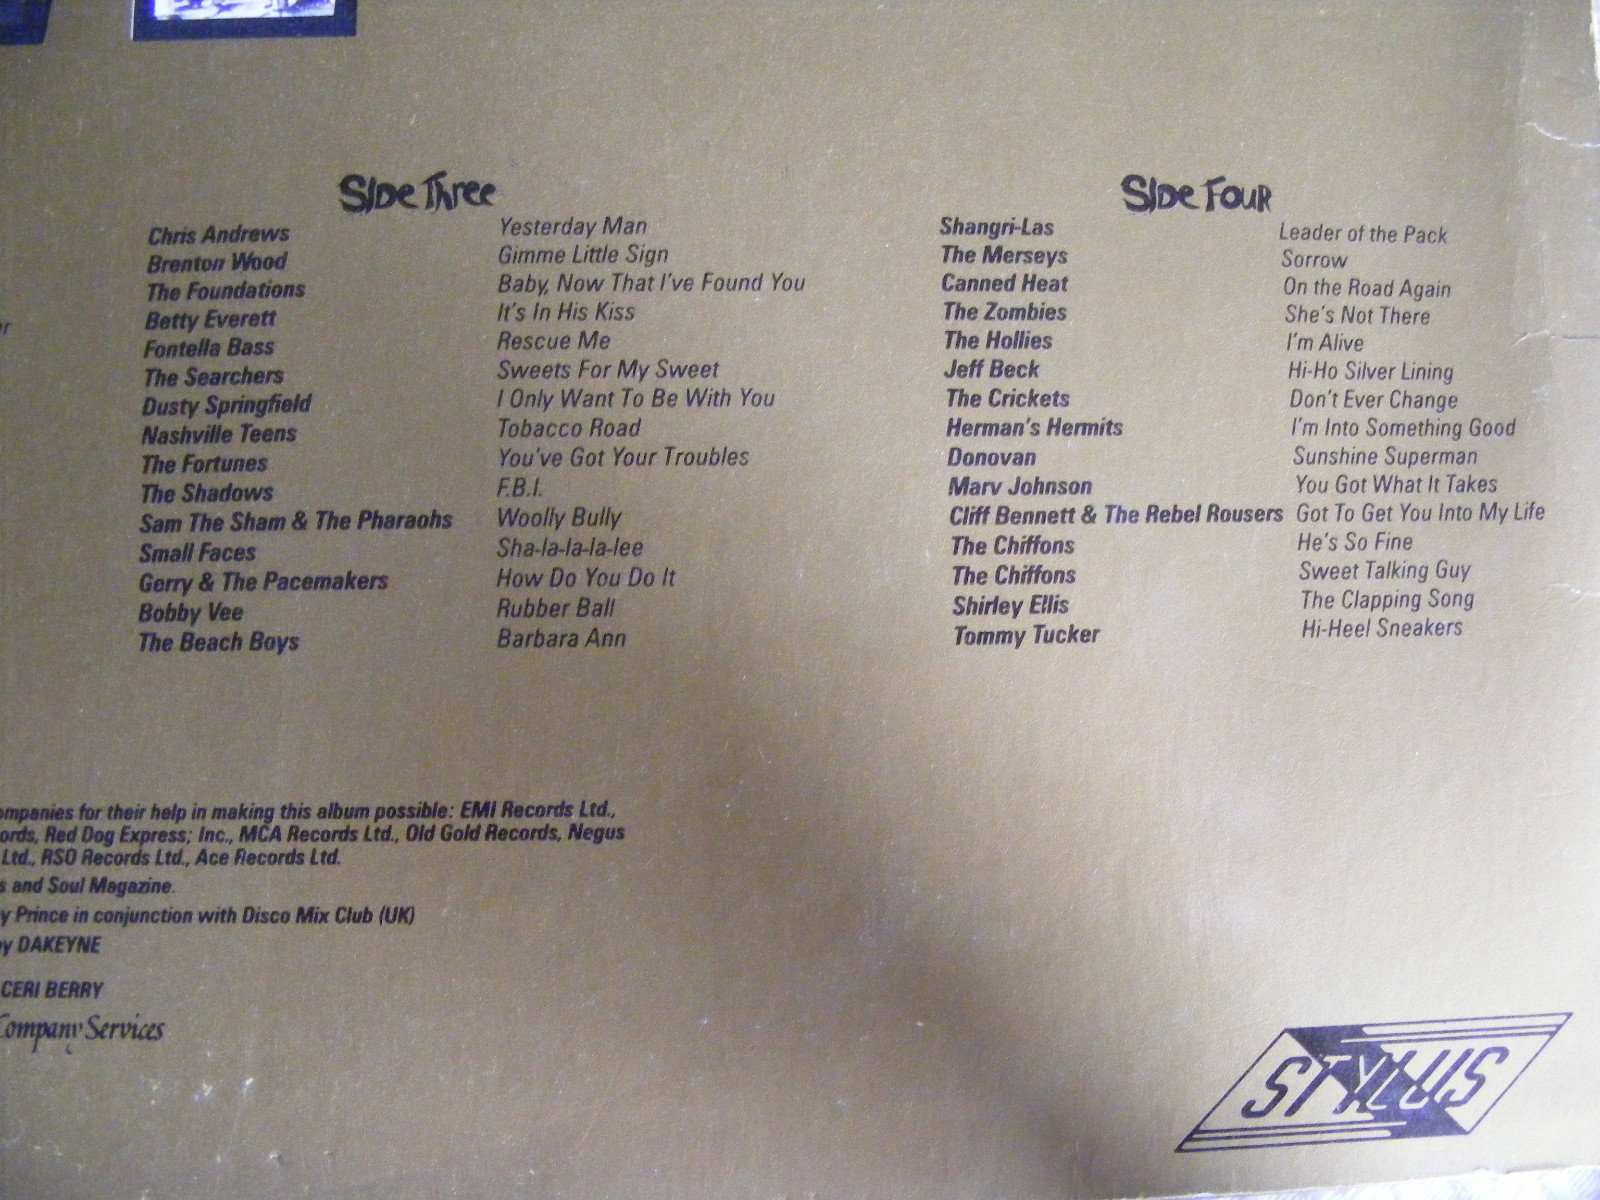 Side Three
Chris Andrews Yesterday Man
Brenton Wood Gimme Little Sign
The Foundations Baby, Now That I've Found You
Betty Everett It's In His Kiss
Fontella Bass Rescue Me
The Searchers Sweets For My Sweet
Dusty Springfield I Only Want To Be With You
Nashville Teens Tobacco Road
The Fortunes You've Got Your Troubles
The Shadows F.B.I.
Sam The Sham & The Pharaohs Woolly Bully
Small Faces Sha-la-la-la-lee
Gerry & The Pacemakers How Do You Do It
Bobby Vee Rubber Ball
The Beach Boys Barbara Ann
Side Four
Shangri-Las Leader of the Pack
The Merseys Sorrow
Canned Heat On the Road Again
The Zombies She's Not There
The Hollies I'm Alive
Jeff Beck Hi-Ho Silver Lining
The Crickets Don't Ever Change
Herman's Hermits I'm Into Something Good
Donovan Sunshine Superman
Marv Johnson You Got What It Takes
Cliff Bennett & The Rebel Rousers Got To Get You Into My Life
The Chiffons He's So Fine
The Chiffons Sweet Talking Guy
Shirley Ellis The Clapping Song
Tommy Tucker Hi-Heel Sneakers
for their help in making this album possible: EMI Records Ltd.,
Red Dog Express; Inc., MCA Records Ltd., Old Gold Records, Negus
Ltd., RSO Records Ltd., Ace Records Ltd.
and Soul Magazine.
Prince in conjunction with Disco Mix Club (UK)
DAKEYNE
CERI BERRY
Company Services
STYLUS